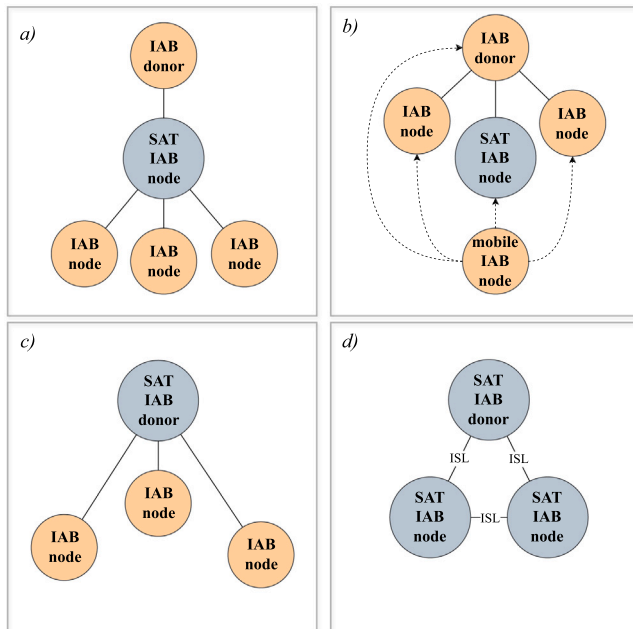 a)
IAB
donor
SAT
IAB
node
IAB
node
IAB
node
IAB
node
b)
IAB
donor
IAB
node
SAT
IAB
node
IAB
node
mobile
IAB
node
c)
SAT
IAB
donor
IAB
node
IAB
node
IAB
node
d)
SAT
IAB
donor
ISL
ISL
SAT
IAB
node
ISL
SAT
IAB
node